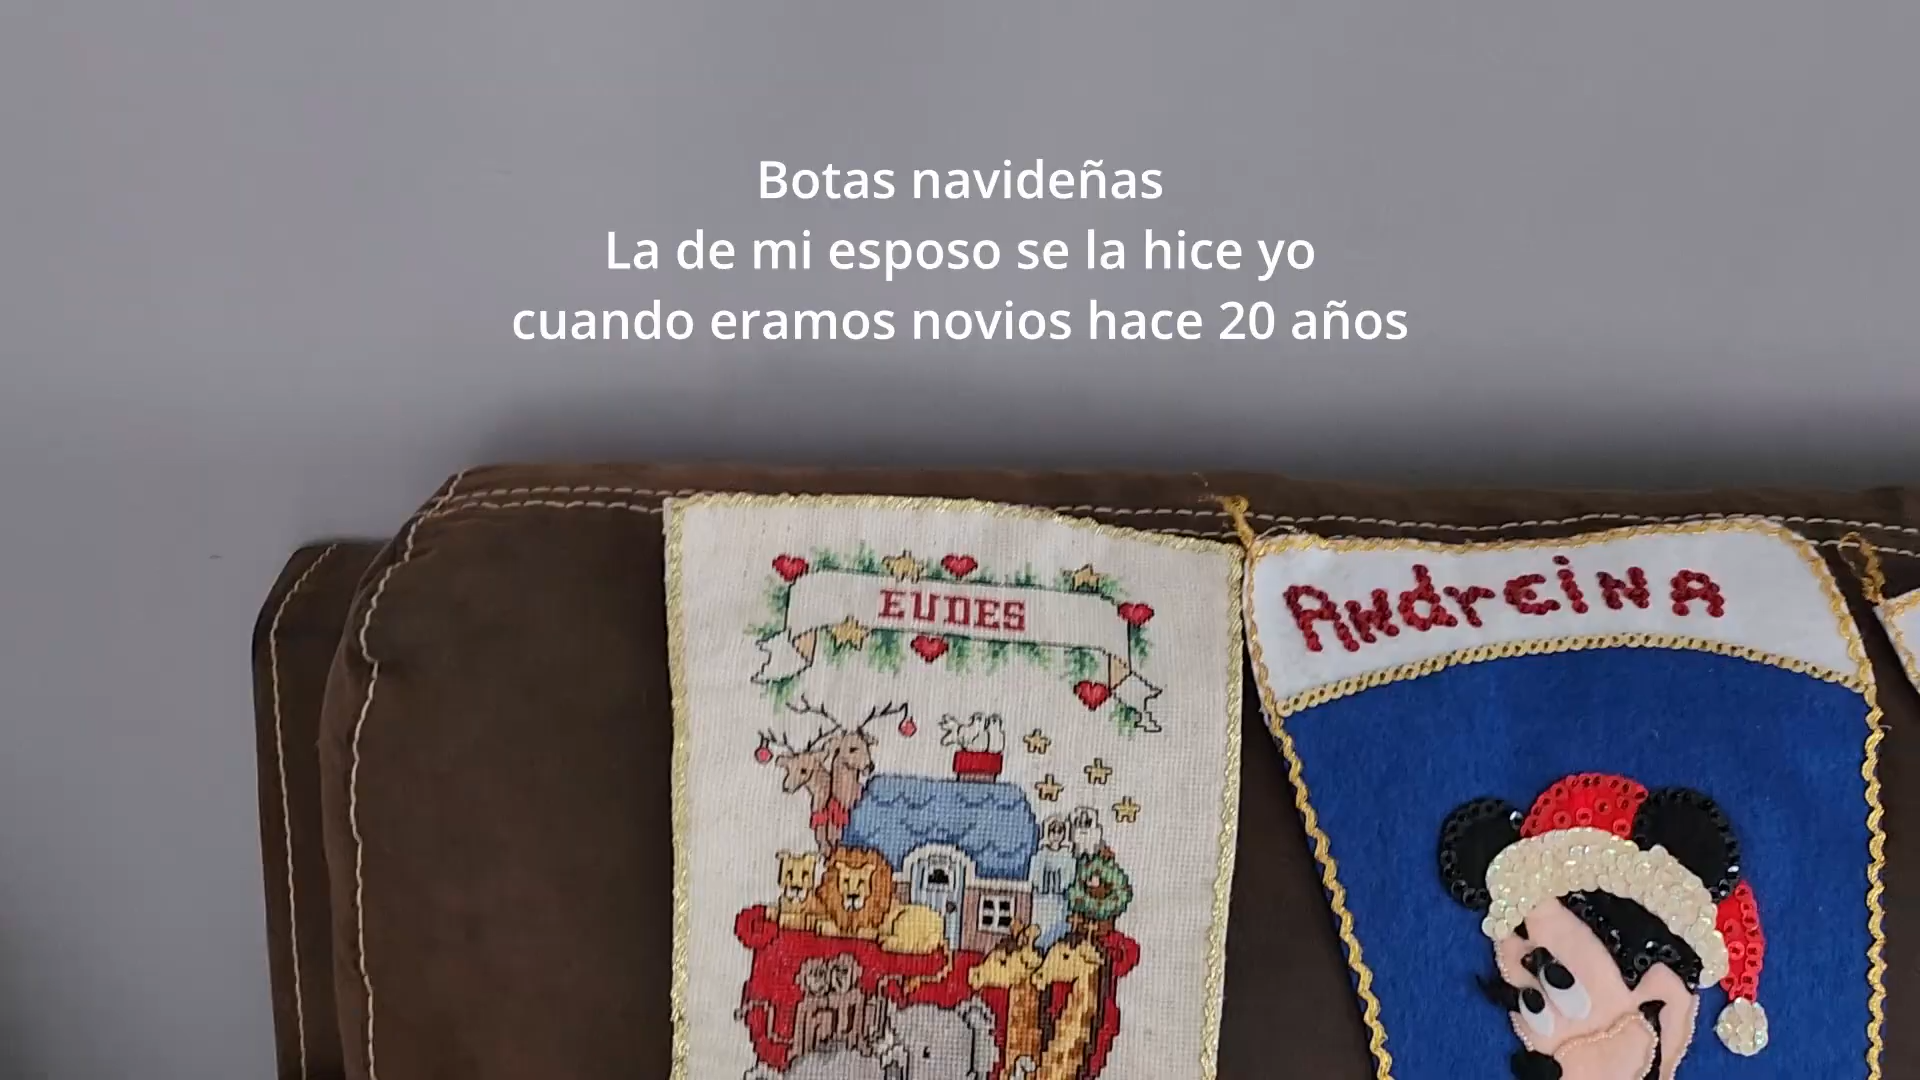 Botas navideñas
La de mi esposo se la hice yo
cuando eramos novios hace 20 años
EUDES
Andreina